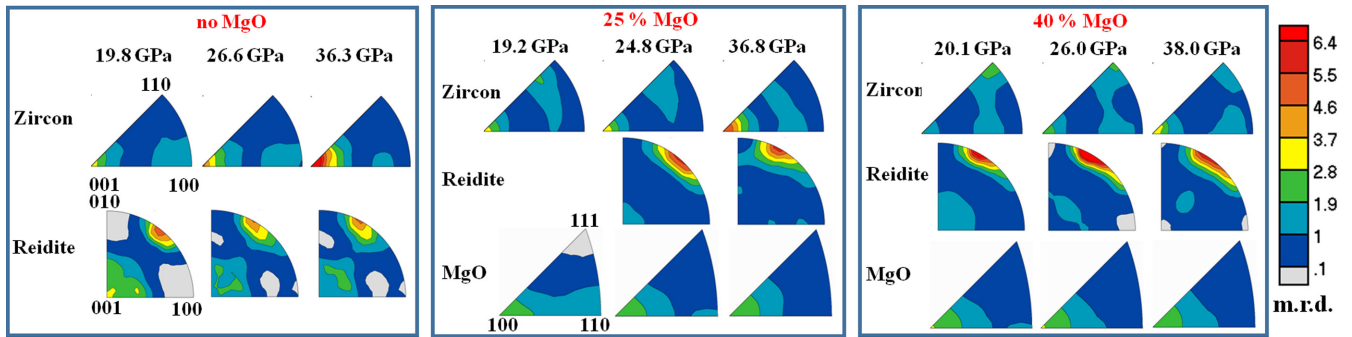 no MgO
19.8 GPa 26.6 GPa 36.3 GPa
110
Zircon
001 100
010
Reidite
001 100
25 % MgO
19.2 GPa 24.8 GPa 36.8 GPa
Zircon
Reidite
111
MgO
100 110
40 % MgO
20.1 GPa 26.0 GPa 38.0 GPa
Zircon
Reidite
MgO
6.4
5.5
4.6
3.7
2.8
1.9
1
.1
m.r.d.